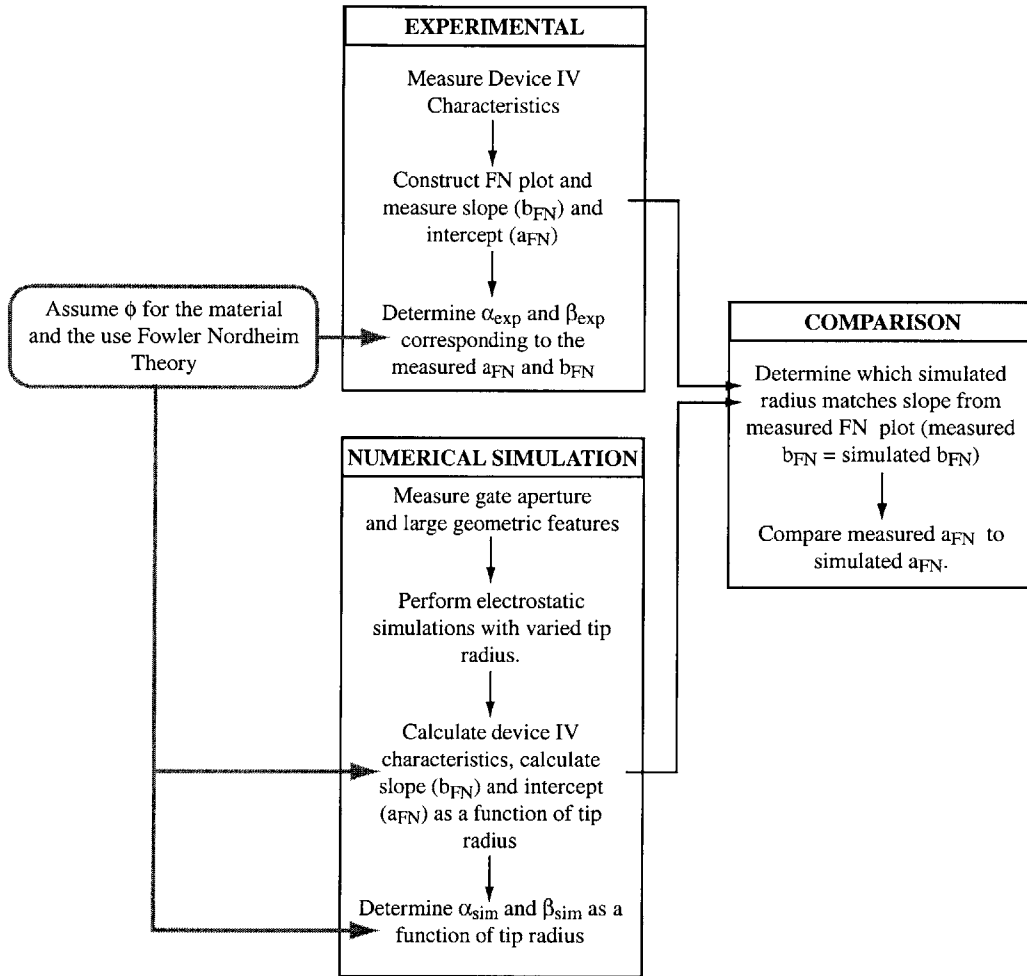 EXPERIMENTAL
Measure Device IV
Characteristics
Construct FN plot and
measure slope (bFN) and
intercept (aFN)
Determine αexp and βexp
corresponding to the
measured aFN and bFN
Assume ϕ for the material
and the use Fowler Nordheim
Theory
NUMERICAL SIMULATION
Measure gate aperture
and large geometric features
Perform electrostatic
simulations with varied tip
radius.
Calculate device IV
characteristics, calculate
slope (bFN) and intercept
(aFN) as a function of tip
radius
Determine αsim and βsim as a
function of tip radius
COMPARISON
Determine which simulated
radius matches slope from
measured FN plot (measured
bFN = simulated bFN)
Compare measured aFN to
simulated aFN.